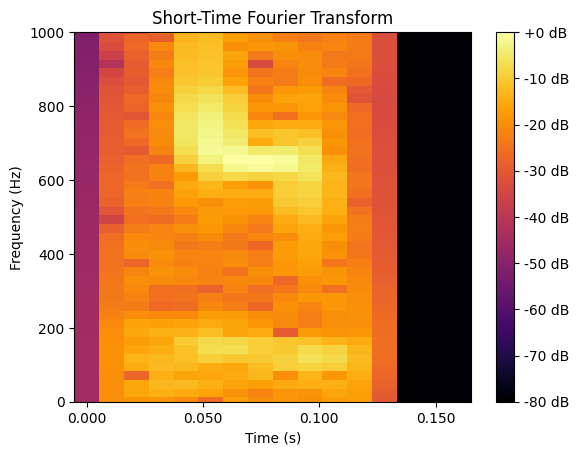 Short-Time Fourier Transform
1000
800
600
400
200
0
Frequency (Hz)
0.000
0.050
0.100
0.150
Time (s)
+0 dB
-10 dB
-20 dB
-30 dB
-40 dB
-50 dB
-60 dB
-70 dB
-80 dB